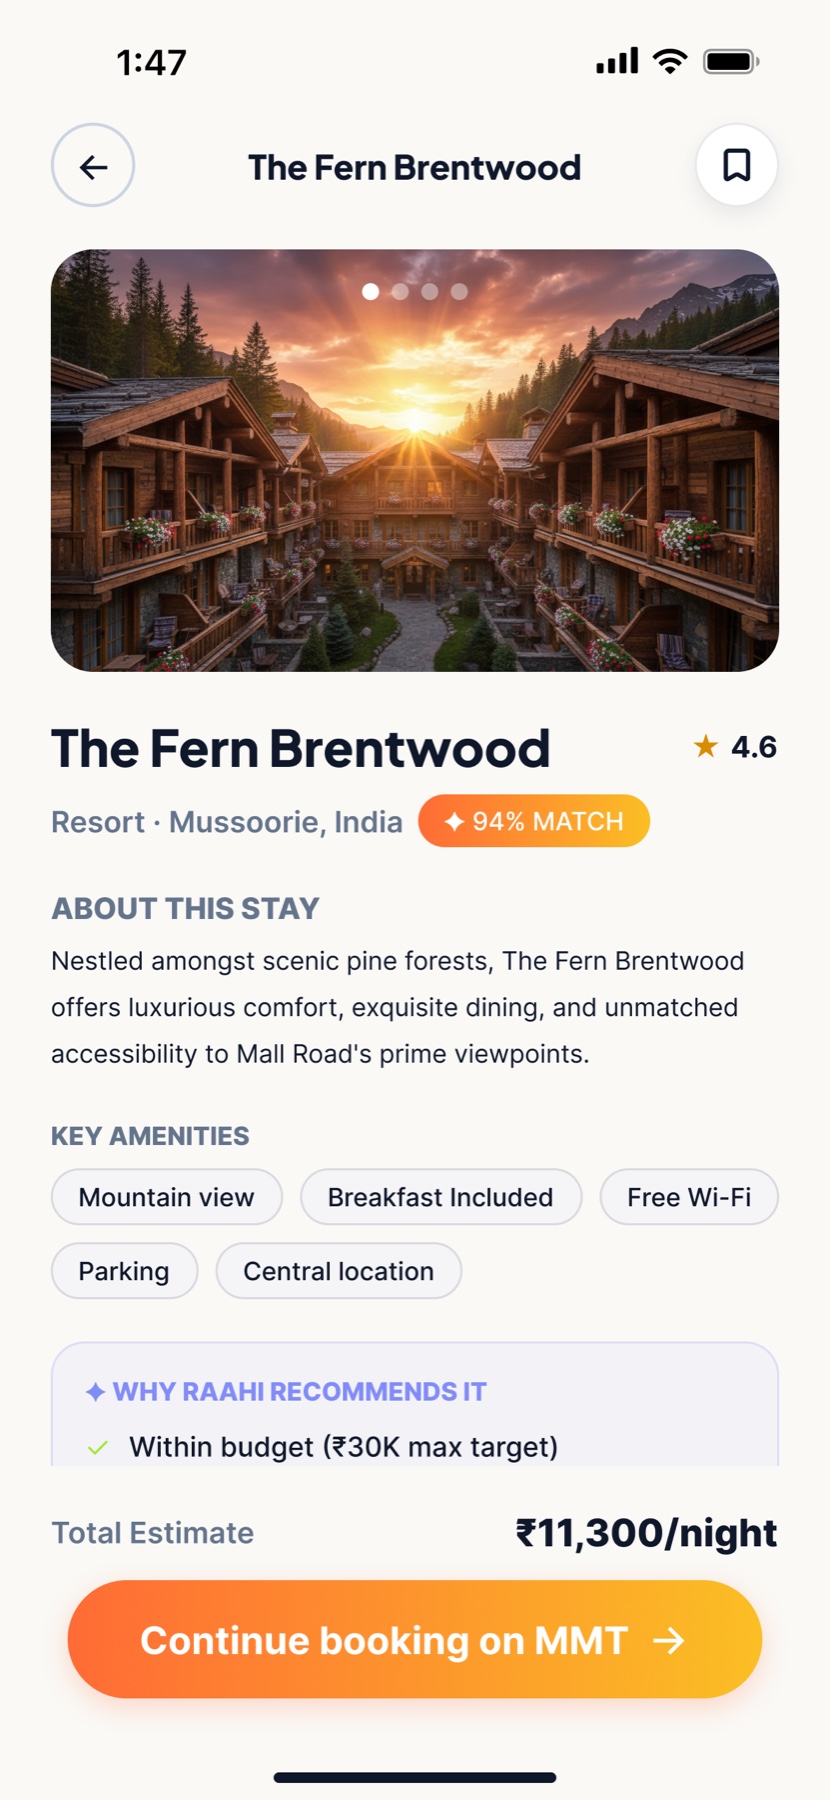 1:47
The Fern Brentwood
The Fern Brentwood
★ 4.6
Resort · Mussoorie, India
✦ 94% MATCH
ABOUT THIS STAY
Nestled amongst scenic pine forests, The Fern Brentwood
offers luxurious comfort, exquisite dining, and unmatched
accessibility to Mall Road's prime viewpoints.
KEY AMENITIES
Mountain view
Breakfast Included
Free Wi-Fi
Parking
Central location
✦ WHY RAAHI RECOMMENDS IT
✓ Within budget (₹30K max target)
Total Estimate
₹11,300/night
Continue booking on MMT →